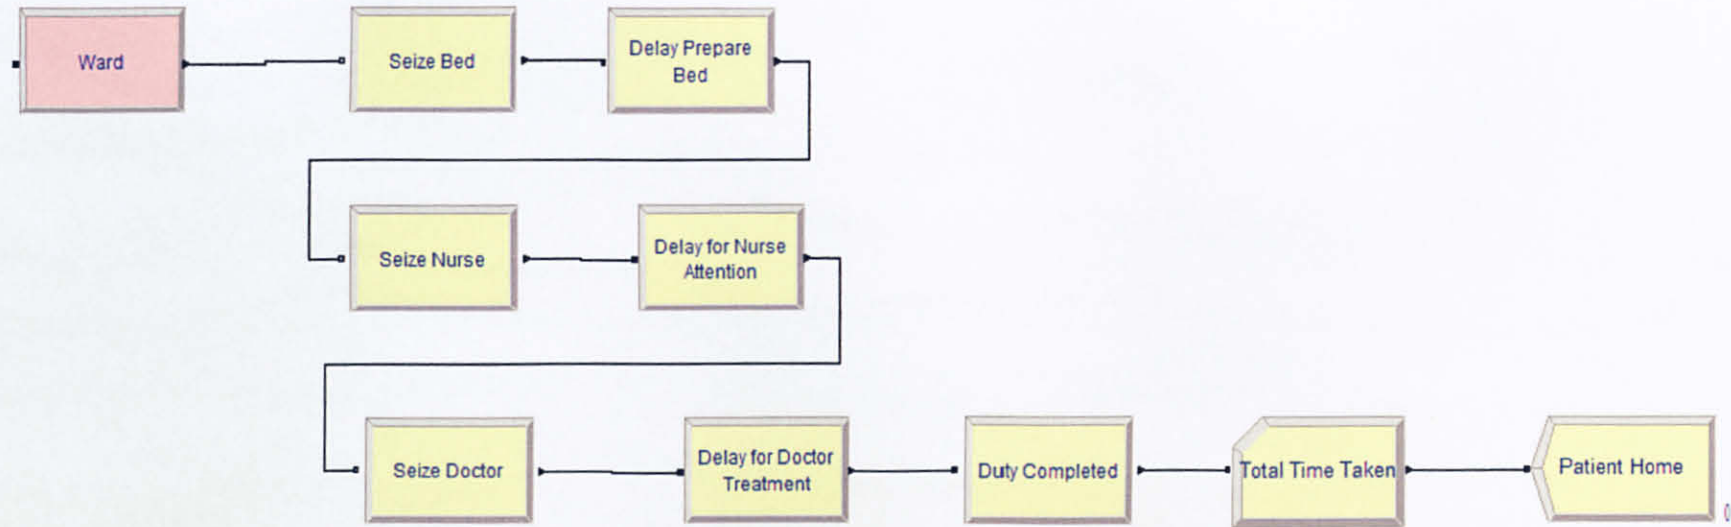 Ward
Seize Bed
Delay Prepare
Bed
Seize Nurse
Delay for Nurse
Attention
Seize Doctor
Delay for Doctor
Treatment
Duty Completed
Total Time Taken
Patient Home